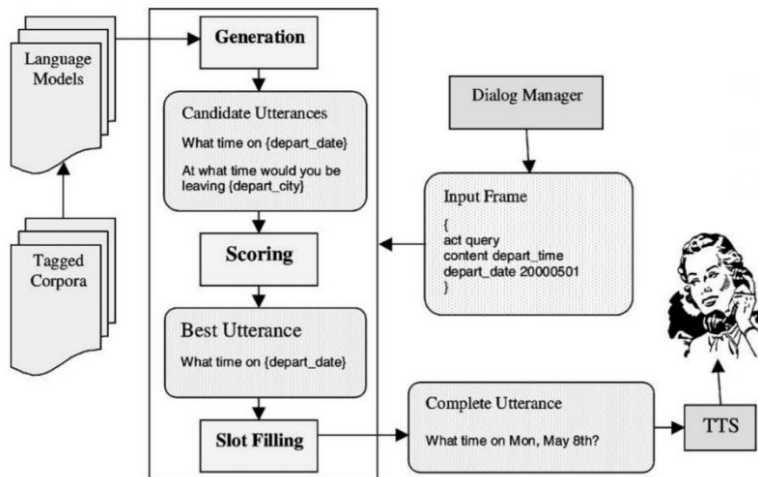 Language
Models
Tagged
Corpora
Generation
Candidate Utterances
What time on {depart_date}
At what time would you be
leaving {depart_city}
Scoring
Best Utterance
What time on {depart_date}
Slot Filling
Dialog Manager
Input Frame
{
act query
content depart_time
depart_date 20000501
}
Complete Utterance
What time on Mon, May 8th?
TTS